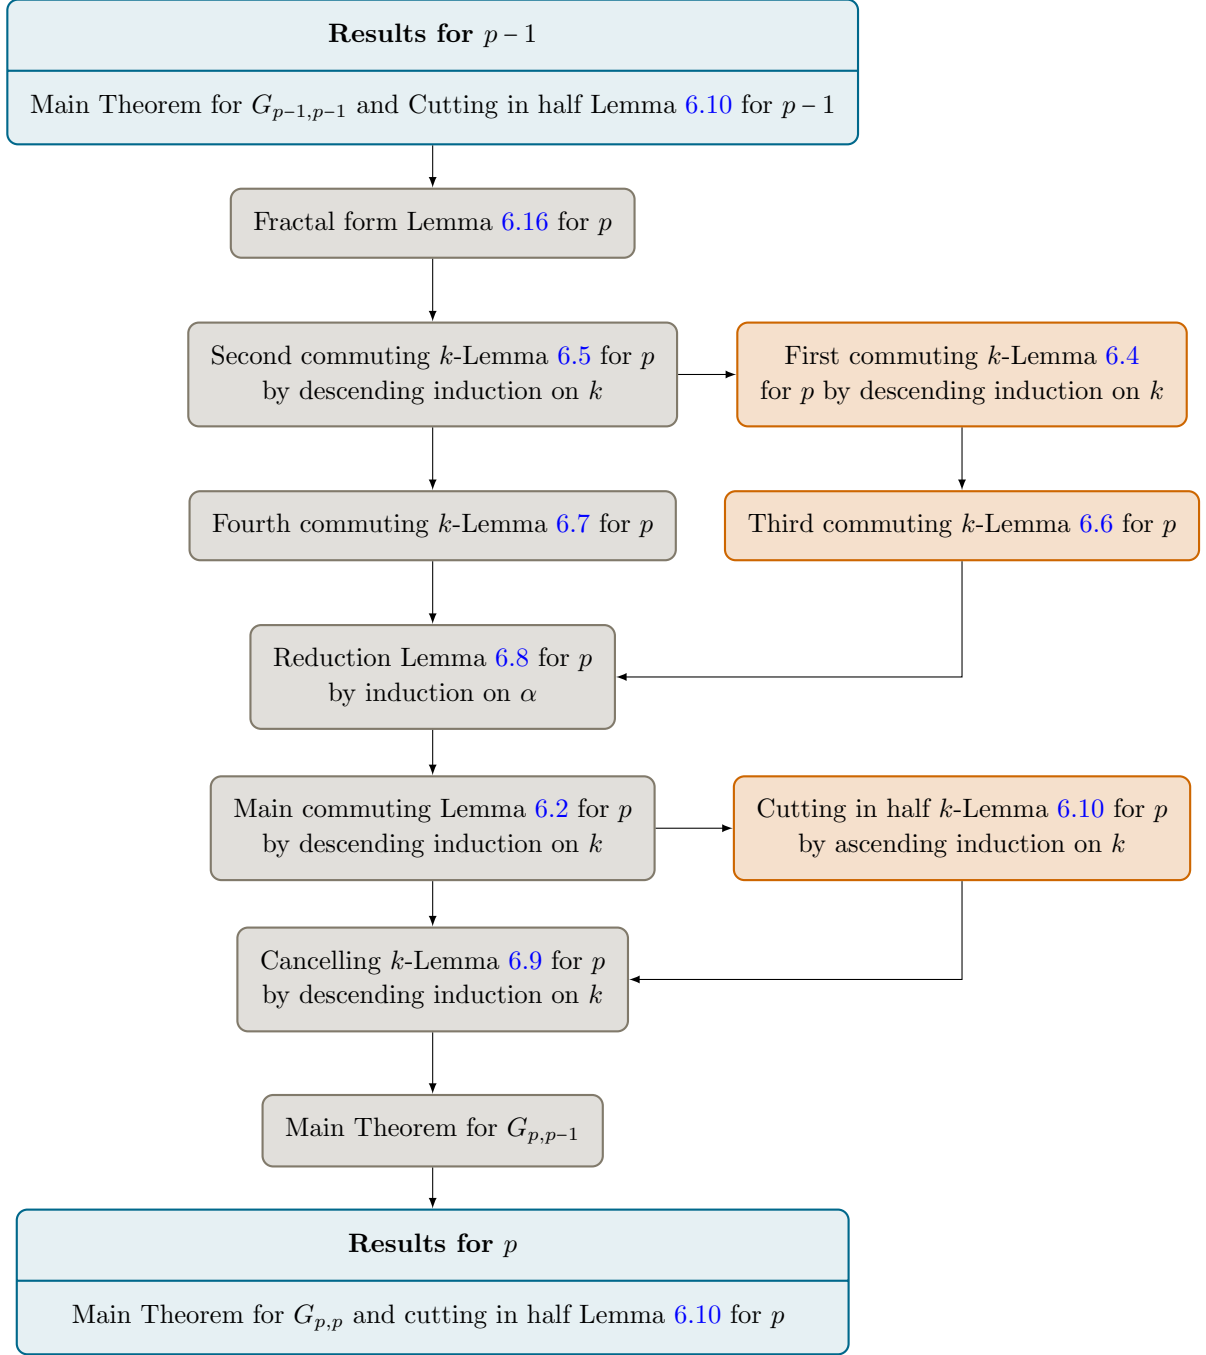 Results for p − 1
Main Theorem for G_{p−1,p−1} and Cutting in half Lemma 6.10 for p − 1
Fractal form Lemma 6.16 for p
Second commuting k-Lemma 6.5 for p
by descending induction on k
First commuting k-Lemma 6.4
for p by descending induction on k
Fourth commuting k-Lemma 6.7 for p
Third commuting k-Lemma 6.6 for p
Reduction Lemma 6.8 for p
by induction on α
Main commuting Lemma 6.2 for p
by descending induction on k
Cutting in half k-Lemma 6.10 for p
by ascending induction on k
Cancelling k-Lemma 6.9 for p
by descending induction on k
Main Theorem for G_{p,p−1}
Results for p
Main Theorem for G_{p,p} and cutting in half Lemma 6.10 for p